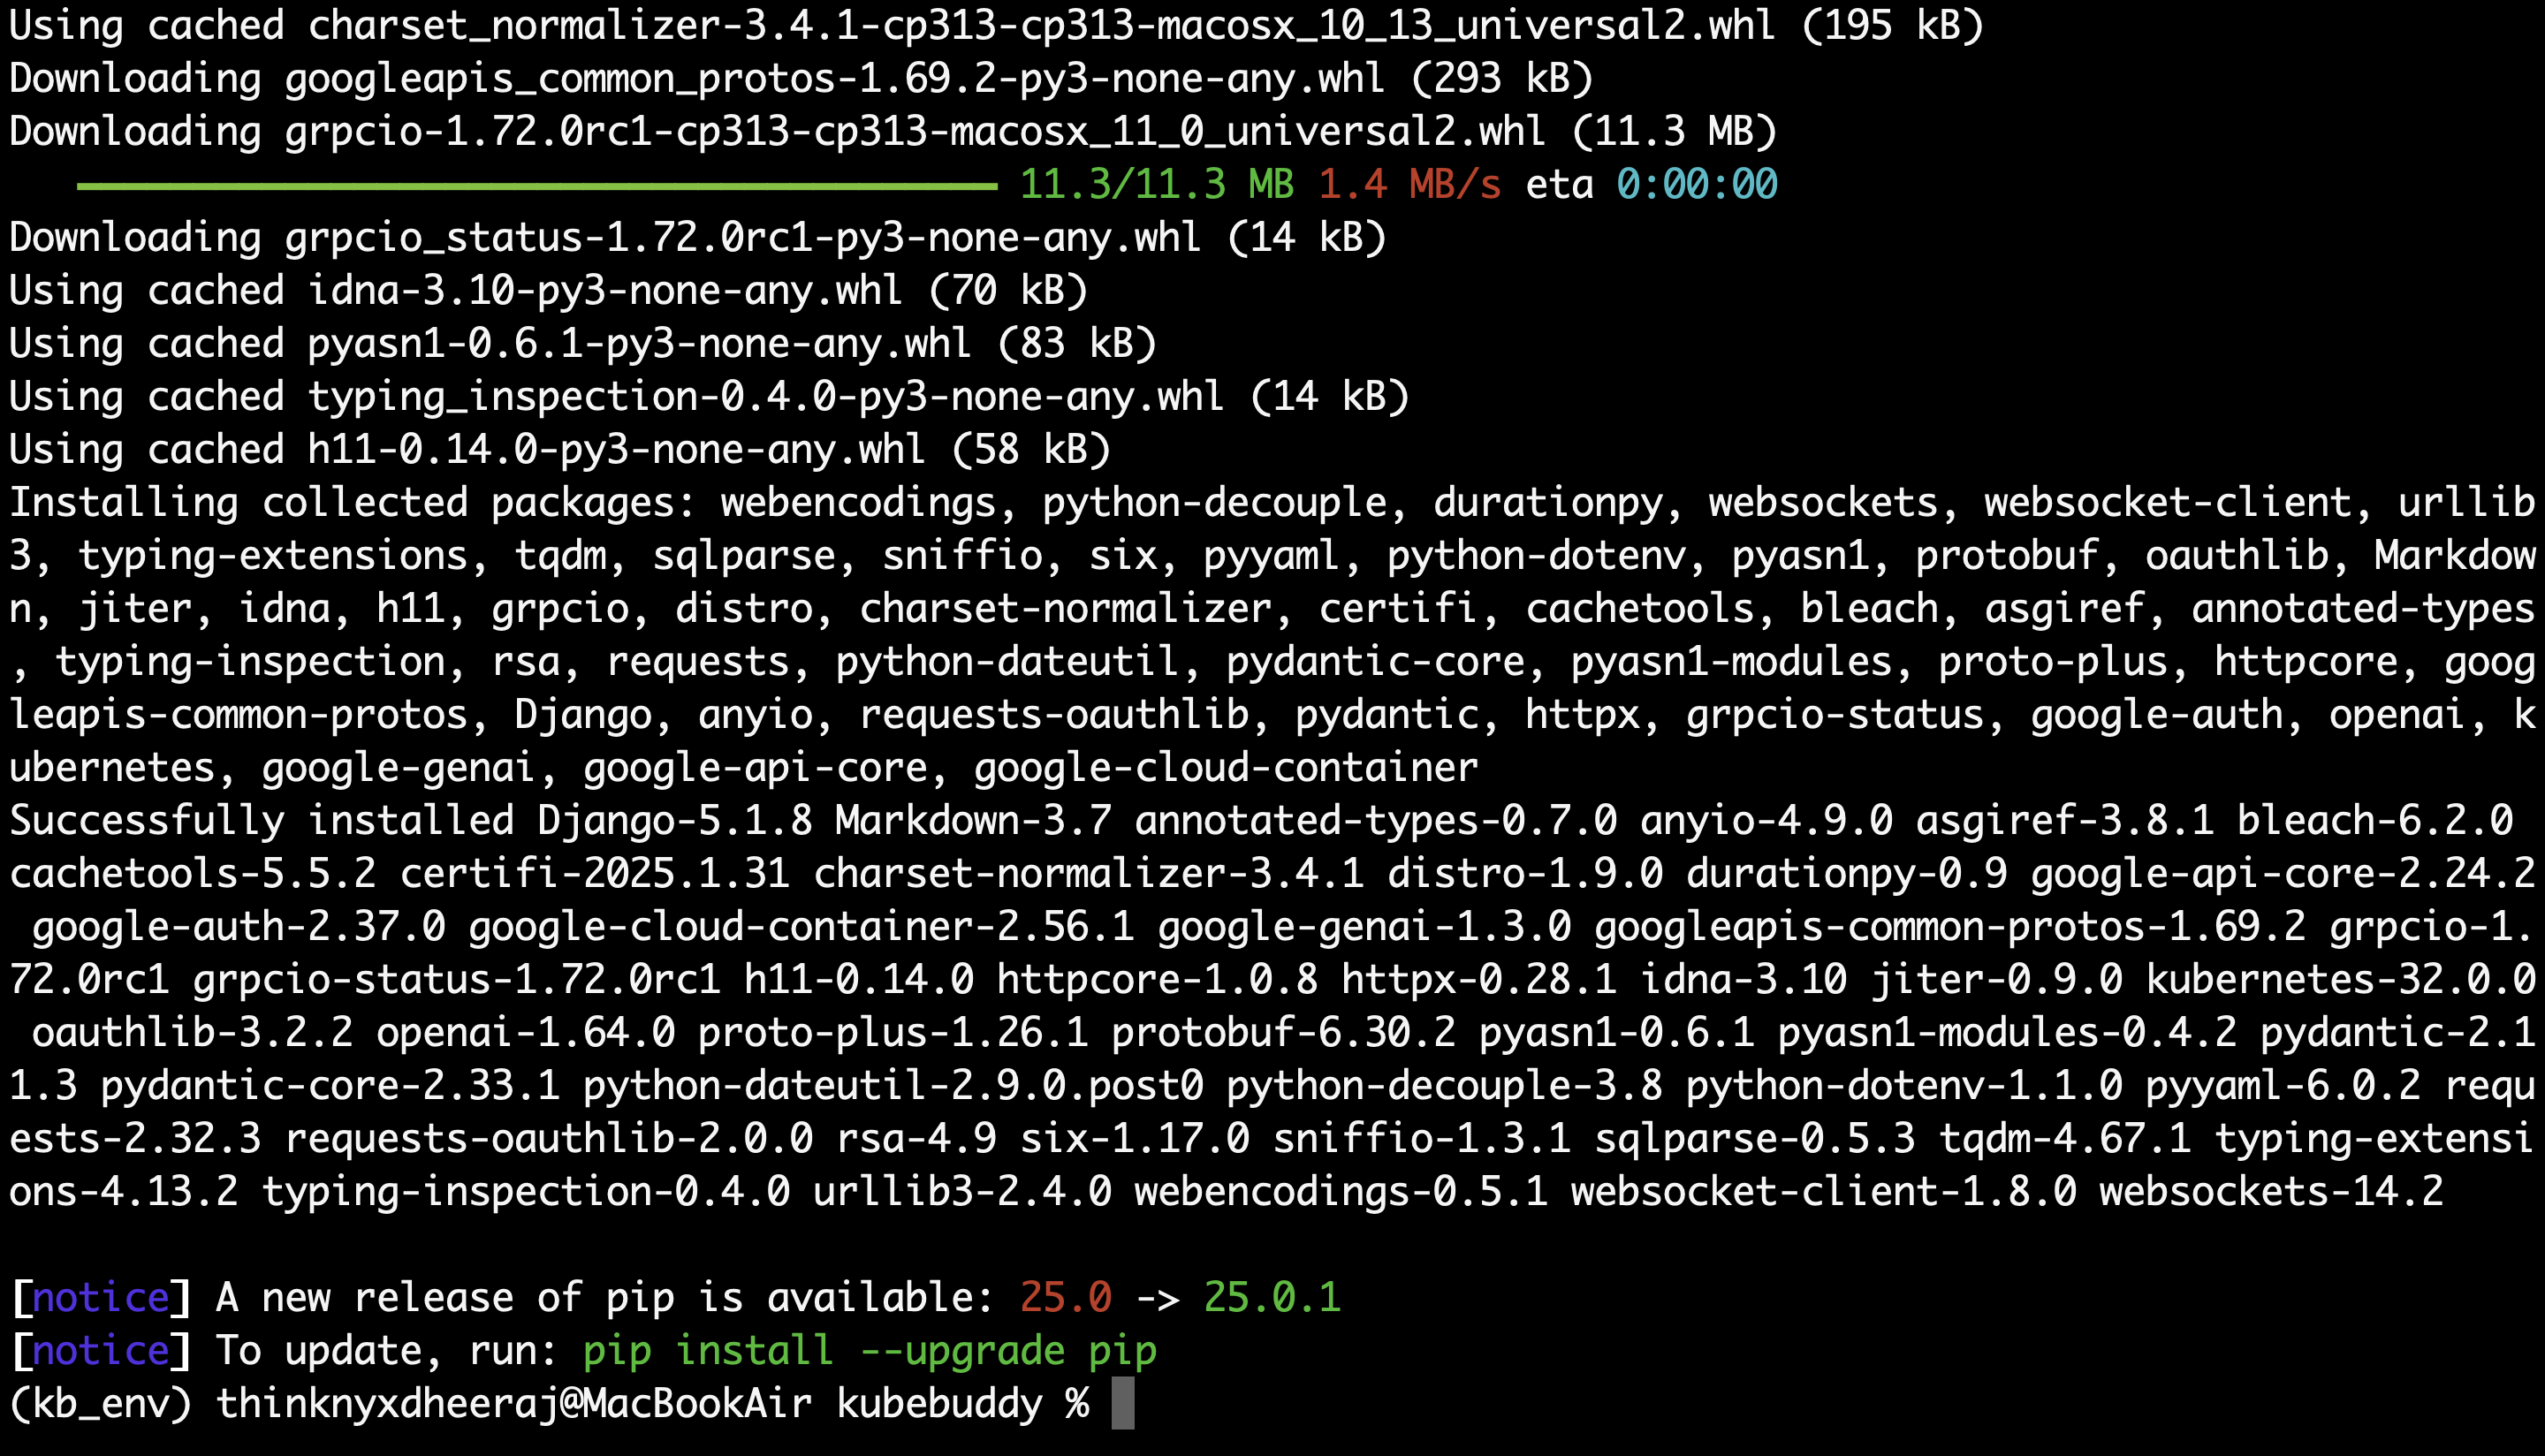 Using cached charset_normalizer-3.4.1-cp313-cp313-macosx_10_13_universal2.whl (195 kB)
Downloading googleapis_common_protos-1.69.2-py3-none-any.whl (293 kB)
Downloading grpcio-1.72.0rc1-cp313-cp313-macosx_11_0_universal2.whl (11.3 MB)
11.3/11.3 MB 1.4 MB/s eta 0:00:00
Downloading grpcio_status-1.72.0rc1-py3-none-any.whl (14 kB)
Using cached idna-3.10-py3-none-any.whl (70 kB)
Using cached pyasn1-0.6.1-py3-none-any.whl (83 kB)
Using cached typing_inspection-0.4.0-py3-none-any.whl (14 kB)
Using cached h11-0.14.0-py3-none-any.whl (58 kB)
Installing collected packages: webencodings, python-decouple, durationpy, websockets, websocket-client, urllib
3, typing-extensions, tqdm, sqlparse, sniffio, six, pyyaml, python-dotenv, pyasn1, protobuf, oauthlib, Markdow
n, jiter, idna, h11, grpcio, distro, charset-normalizer, certifi, cachetools, bleach, asgiref, annotated-types
, typing-inspection, rsa, requests, python-dateutil, pydantic-core, pyasn1-modules, proto-plus, httpcore, goog
leapis-common-protos, Django, anyio, requests-oauthlib, pydantic, httpx, grpcio-status, google-auth, openai, k
ubernetes, google-genai, google-api-core, google-cloud-container
Successfully installed Django-5.1.8 Markdown-3.7 annotated-types-0.7.0 anyio-4.9.0 asgiref-3.8.1 bleach-6.2.0
cachetools-5.5.2 certifi-2025.1.31 charset-normalizer-3.4.1 distro-1.9.0 durationpy-0.9 google-api-core-2.24.2
google-auth-2.37.0 google-cloud-container-2.56.1 google-genai-1.3.0 googleapis-common-protos-1.69.2 grpcio-1.
72.0rc1 grpcio-status-1.72.0rc1 h11-0.14.0 httpcore-1.0.8 httpx-0.28.1 idna-3.10 jiter-0.9.0 kubernetes-32.0.0
oauthlib-3.2.2 openai-1.64.0 proto-plus-1.26.1 protobuf-6.30.2 pyasn1-0.6.1 pyasn1-modules-0.4.2 pydantic-2.1
1.3 pydantic-core-2.33.1 python-dateutil-2.9.0.post0 python-decouple-3.8 python-dotenv-1.1.0 pyyaml-6.0.2 requ
ests-2.32.3 requests-oauthlib-2.0.0 rsa-4.9 six-1.17.0 sniffio-1.3.1 sqlparse-0.5.3 tqdm-4.67.1 typing-extensi
ons-4.13.2 typing-inspection-0.4.0 urllib3-2.4.0 webencodings-0.5.1 websocket-client-1.8.0 websockets-14.2
[notice] A new release of pip is available: 25.0 -> 25.0.1
[notice] To update, run: pip install --upgrade pip
(kb_env) thinknyxdheeraj@MacBookAir kubebuddy %